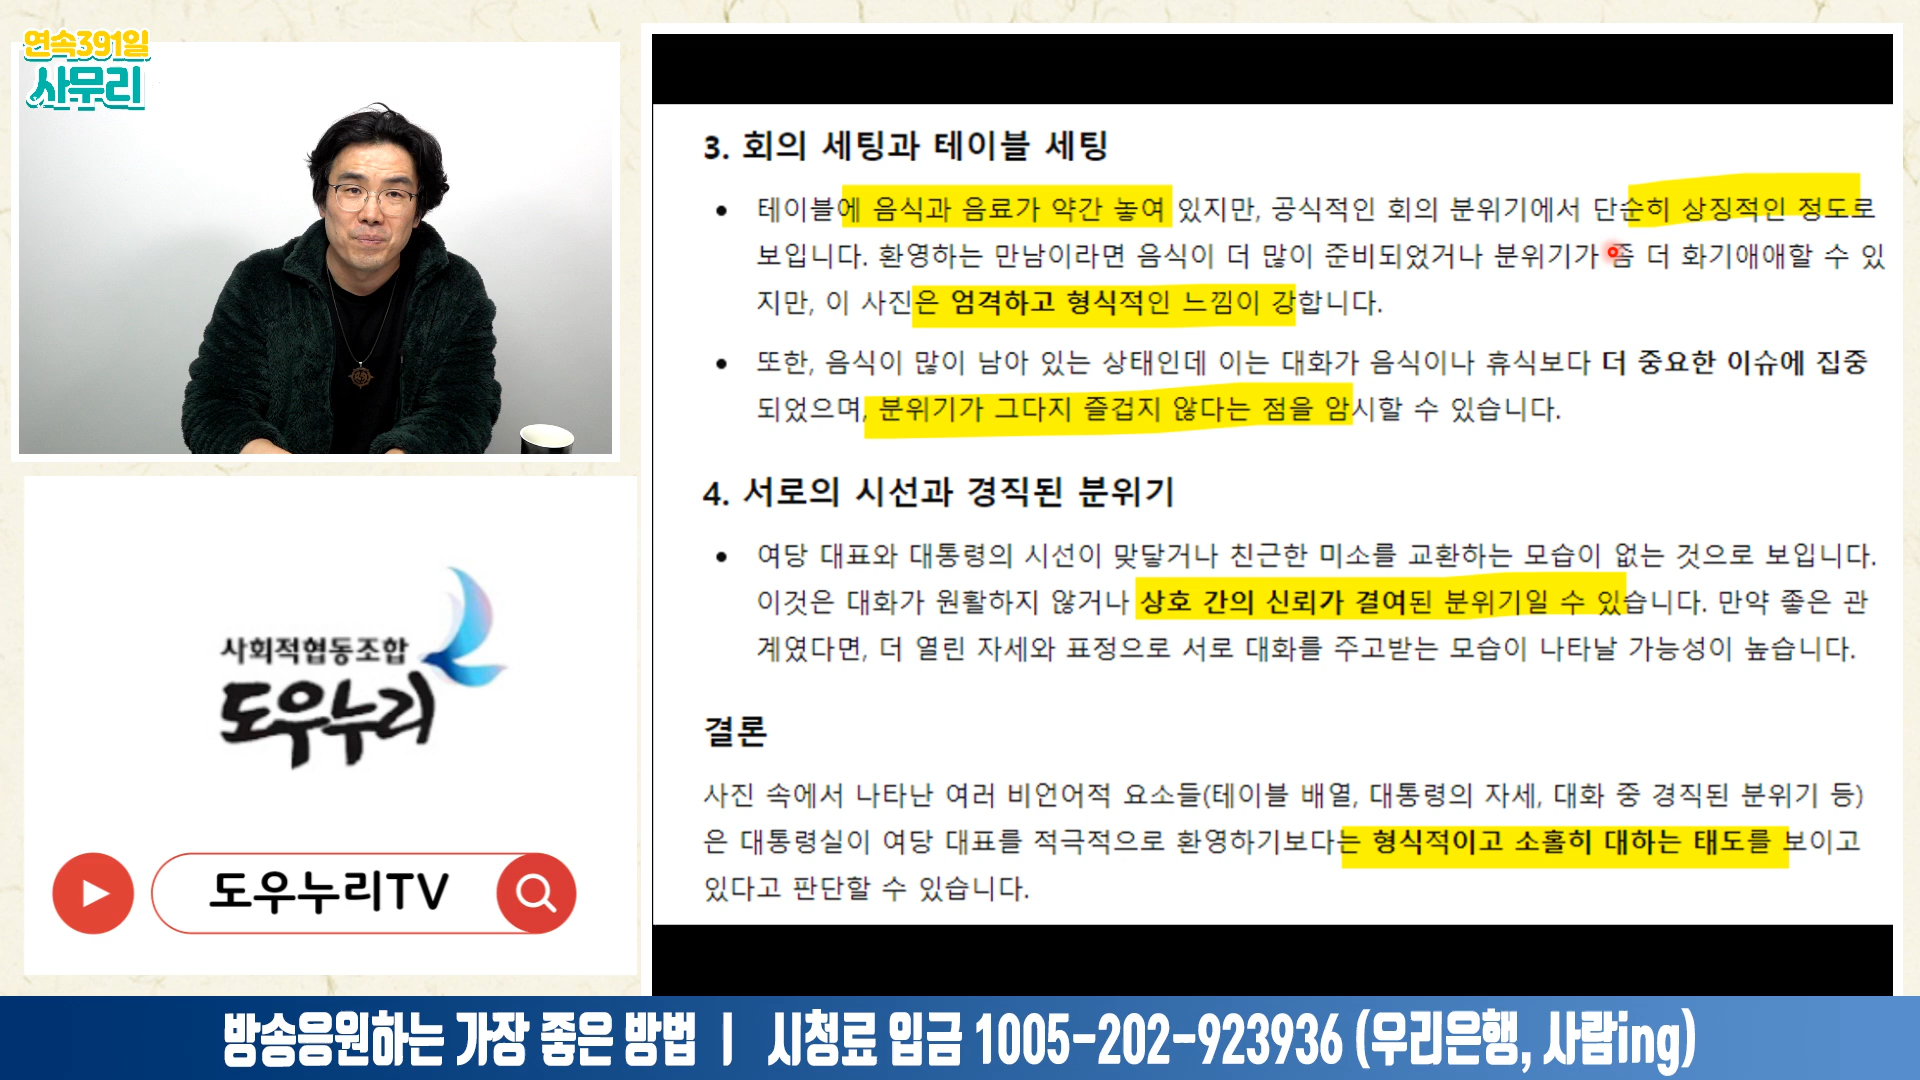 연속391일
사무리
3. 회의 세팅과 테이블 세팅
• 테이블에 음식과 음료가 약간 놓여 있지만, 공식적인 회의 분위기에서 단순히 상징적인 정도로
보입니다. 환영하는 만남이라면 음식이 더 많이 준비되었거나 분위기가 좀 더 화기애애할 수 있
지만, 이 사진은 엄격하고 형식적인 느낌이 강합니다.
• 또한, 음식이 많이 남아 있는 상태인데 이는 대화가 음식이나 휴식보다 더 중요한 이슈에 집중
되었으며, 분위기가 그다지 즐겁지 않다는 점을 암시할 수 있습니다.
4. 서로의 시선과 경직된 분위기
• 여당 대표와 대통령의 시선이 맞닿거나 친근한 미소를 교환하는 모습이 없는 것으로 보입니다.
이것은 대화가 원활하지 않거나 상호 간의 신뢰가 결여된 분위기일 수 있습니다. 만약 좋은 관
계였다면, 더 열린 자세와 표정으로 서로 대화를 주고받는 모습이 나타날 가능성이 높습니다.
결론
사진 속에서 나타난 여러 비언어적 요소들(테이블 배열, 대통령의 자세, 대화 중 경직된 분위기 등)
은 대통령실이 여당 대표를 적극적으로 환영하기보다는 형식적이고 소홀히 대하는 태도를 보이고
있다고 판단할 수 있습니다.
사회적협동조합
도우누리
도우누리TV
방송응원하는 가장 좋은 방법 ㅣ 시청료 입금 1005-202-923936 (우리은행, 사람ing)